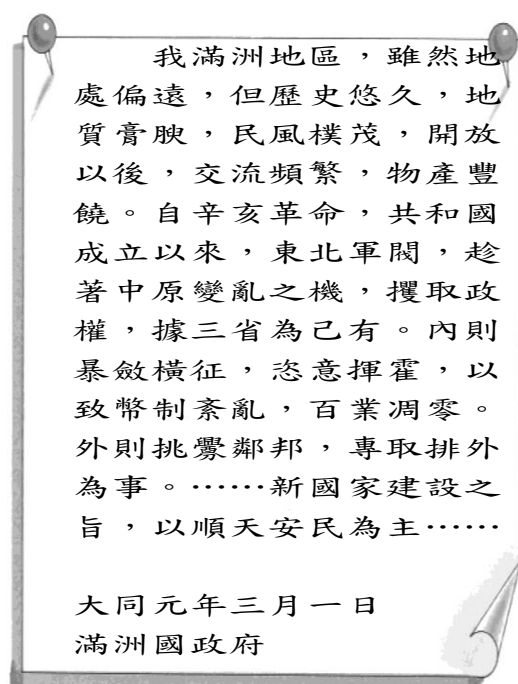 我滿洲地區，雖然地
處偏遠，但歷史悠久，地
質膏腴，民風樸茂，開放
以後，交流頻繁，物產豐
饒。自辛亥革命，共和國
成立以來，東北軍閥，趁
著中原變亂之機，攫取政
權，據三省為己有。內則
暴斂橫征，恣意揮霍，以
致幣制紊亂，百業凋零。
外則挑釁鄰邦，專取排外
為事。……新國家建設之
旨，以順天安民為主……
大同元年三月一日
滿洲國政府